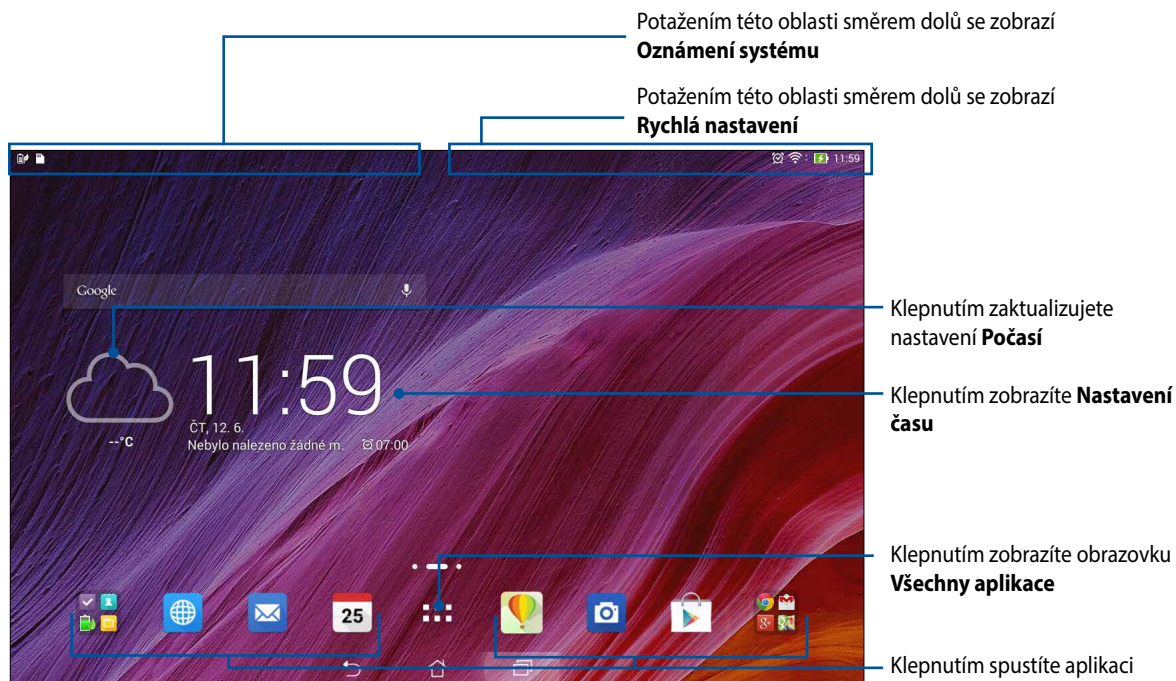 Potažením této oblasti směrem dolů se zobrazí
Oznámení systému
Potažením této oblasti směrem dolů se zobrazí
Rychlá nastavení
11:59
Google
Klepnutím zaktualizujete
nastavení Počasí
11:59
Klepnutím zobrazíte Nastavení
času
ČT, 12. 6.
--°C
Nebylo nalezeno žádné m. 07:00
Klepnutím zobrazíte obrazovku
Všechny aplikace
25
8+
Klepnutím spustíte aplikaci